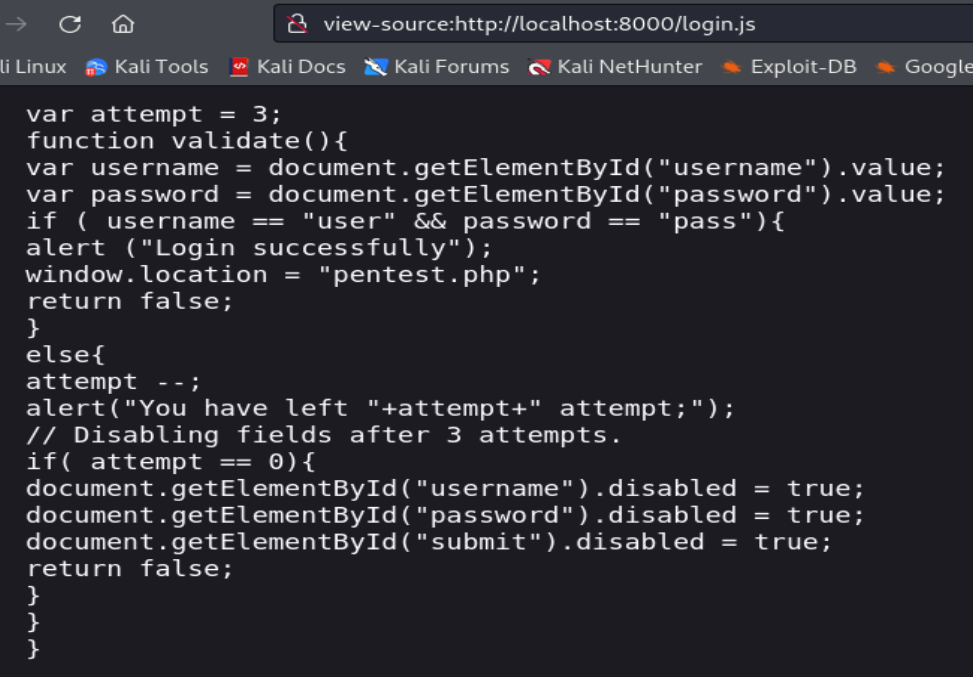 view-source:http://localhost:8000/login.js
li Linux Kali Tools Kali Docs Kali Forums Kali NetHunter Exploit-DB Google
var attempt = 3;
function validate(){
var username = document.getElementById("username").value;
var password = document.getElementById("password").value;
if ( username == "user" && password == "pass"){
alert ("Login successfully");
window.location = "pentest.php";
return false;
}
else{
attempt --;
alert("You have left "+attempt+" attempt;");
// Disabling fields after 3 attempts.
if( attempt == 0){
document.getElementById("username").disabled = true;
document.getElementById("password").disabled = true;
document.getElementById("submit").disabled = true;
return false;
}
}
}